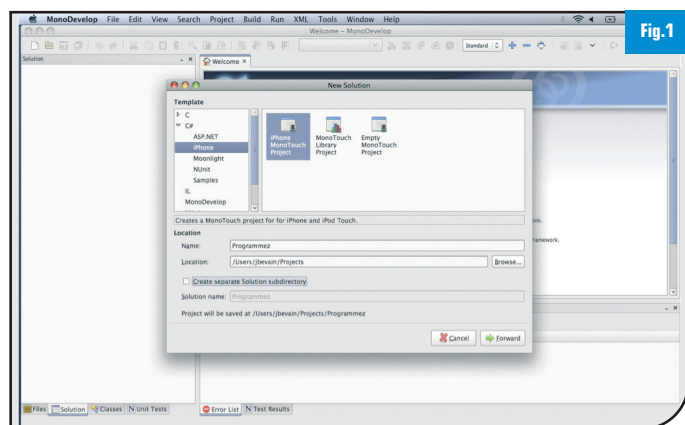 MonoDevelop File Edit View Search Project Build Run XML Tools Window Help
Fig.1
Welcome – MonoDevelop
Standard
Solution
Welcome
New Solution
Template
C
C#
ASP.NET
iPhone
Moonlight
NUnit
Samples
IL
MonoDevelop
iPhone MonoTouch Project
MonoTouch Library Project
Empty MonoTouch Project
Creates a MonoTouch project for for iPhone and iPod Touch.
Location
Name: Programmez
Location: /Users/jbevain/Projects
Browse...
Create separate Solution subdirectory
Solution name: Programmez
Project will be saved at /Users/jbevain/Projects/Programmez
Cancel
Forward
ramework.
Files Solution Classes Unit Tests
Error List Test Results